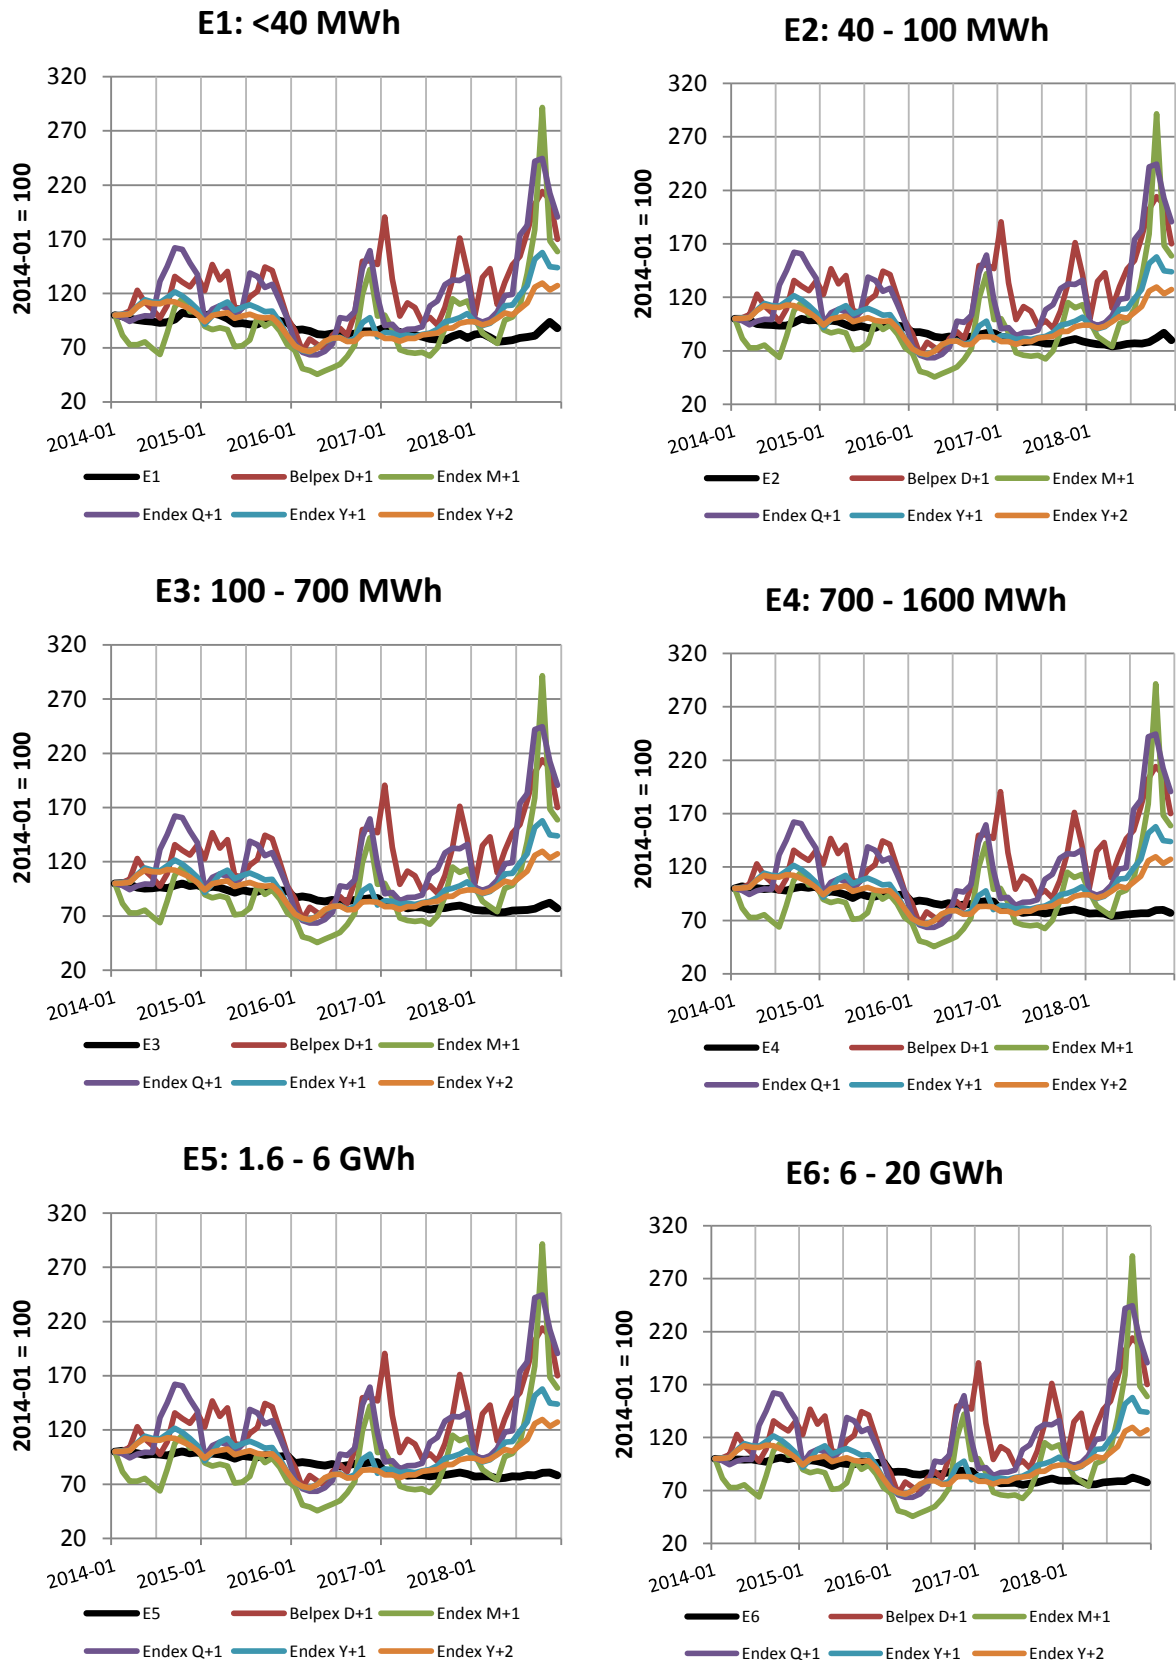 E1: <40 MWh
2014-01 = 100
320
270
220
170
120
70
20
2014-01 2015-01 2016-01 2017-01 2018-01
E1 Belpex D+1 Endex M+1
Endex Q+1 Endex Y+1 Endex Y+2
E2: 40 - 100 MWh
2014-01 = 100
320
270
220
170
120
70
20
2014-01 2015-01 2016-01 2017-01 2018-01
E2 Belpex D+1 Endex M+1
Endex Q+1 Endex Y+1 Endex Y+2
E3: 100 - 700 MWh
2014-01 = 100
320
270
220
170
120
70
20
2014-01 2015-01 2016-01 2017-01 2018-01
E3 Belpex D+1 Endex M+1
Endex Q+1 Endex Y+1 Endex Y+2
E4: 700 - 1600 MWh
2014-01 = 100
320
270
220
170
120
70
20
2014-01 2015-01 2016-01 2017-01 2018-01
E4 Belpex D+1 Endex M+1
Endex Q+1 Endex Y+1 Endex Y+2
E5: 1.6 - 6 GWh
2014-01 = 100
320
270
220
170
120
70
20
2014-01 2015-01 2016-01 2017-01 2018-01
E5 Belpex D+1 Endex M+1
Endex Q+1 Endex Y+1 Endex Y+2
E6: 6 - 20 GWh
2014-01 = 100
320
270
220
170
120
70
20
2014-01 2015-01 2016-01 2017-01 2018-01
E6 Belpex D+1 Endex M+1
Endex Q+1 Endex Y+1 Endex Y+2